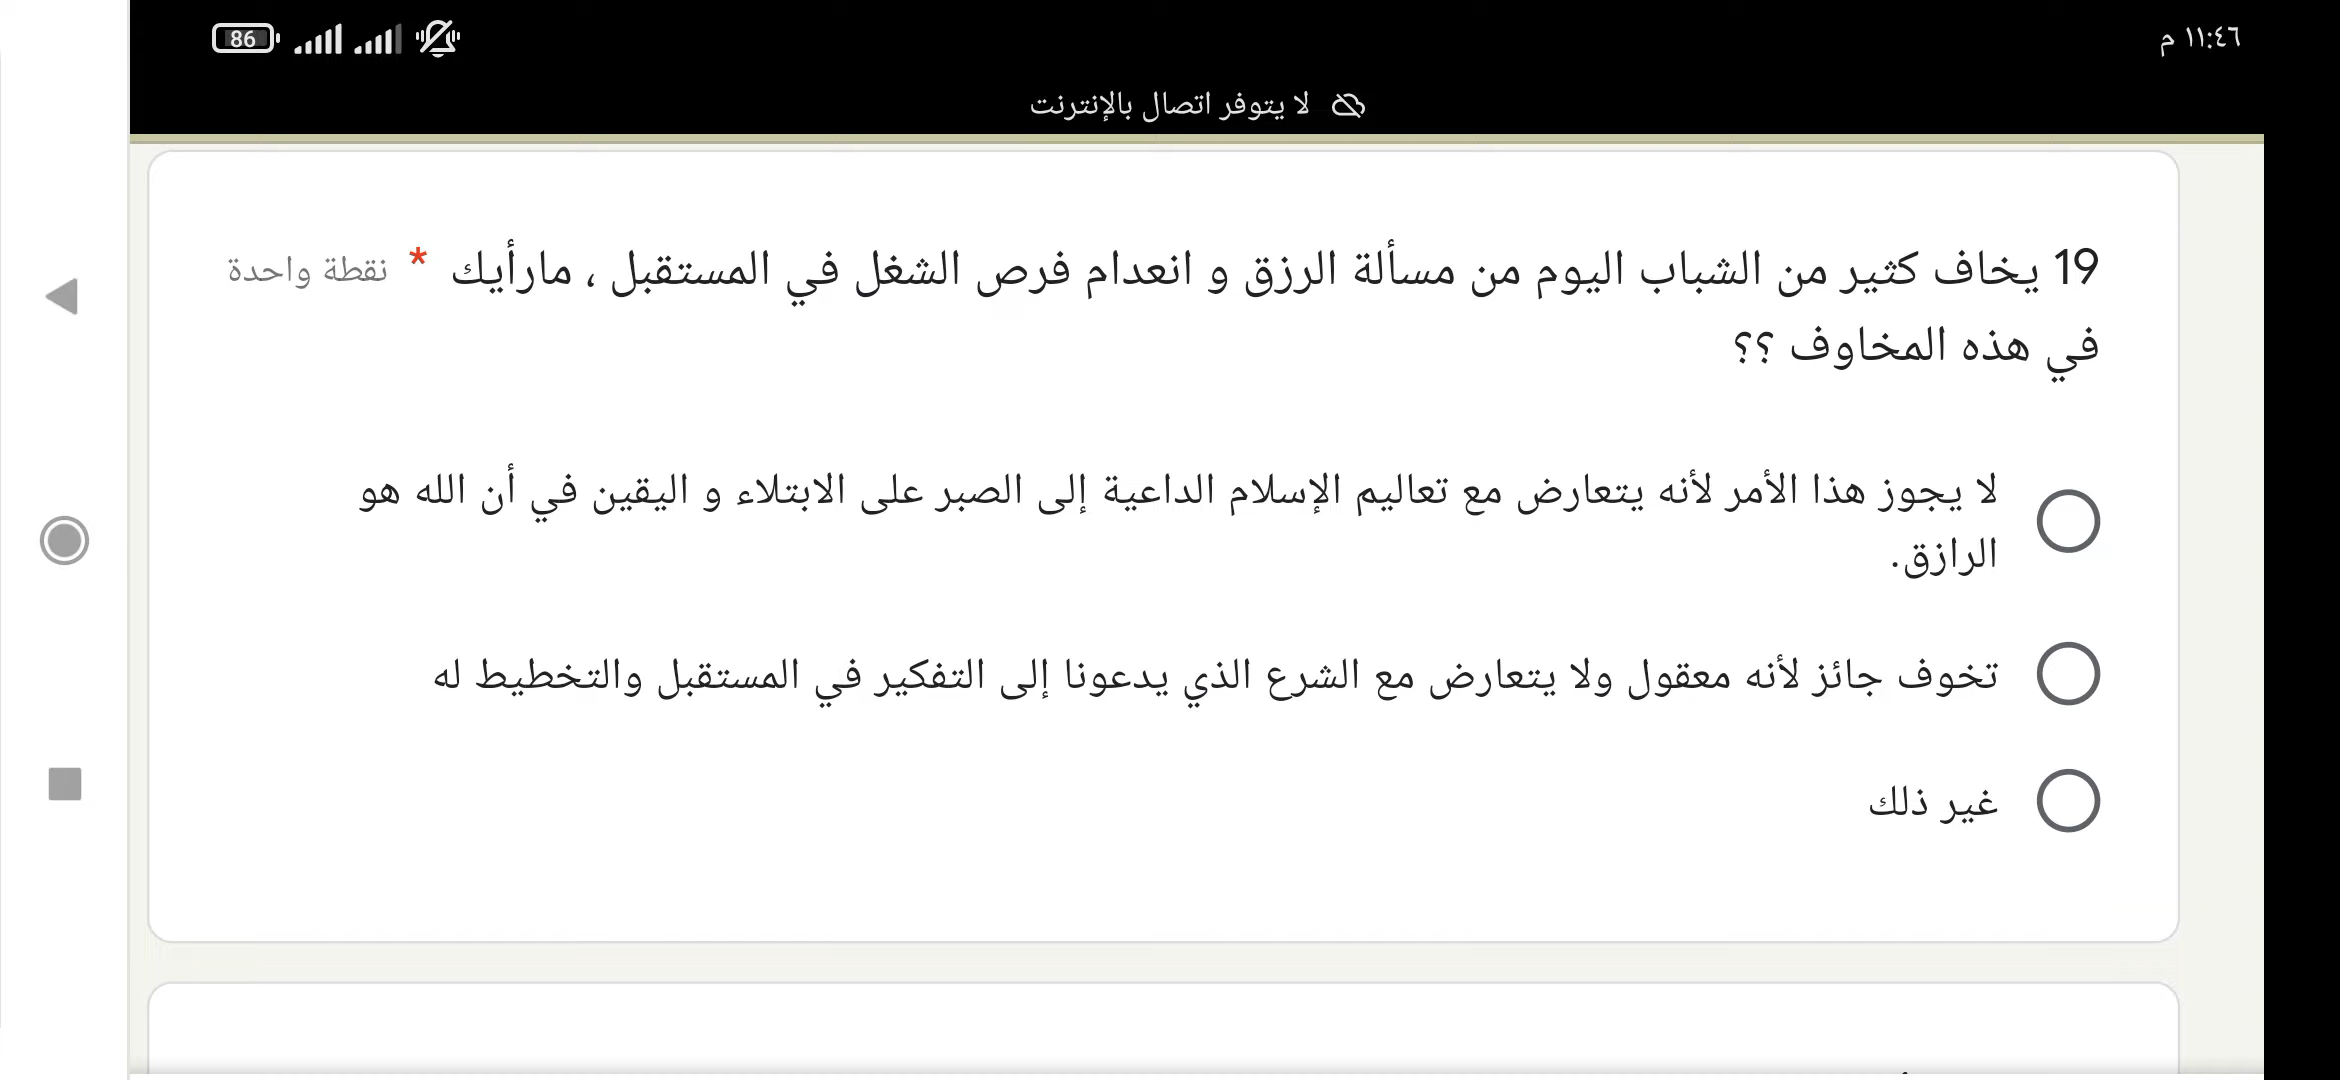 ١١:٤٦ م
86
لا يتوفر اتصال بالإنترنت
19 يخاف كثير من الشباب اليوم من مسألة الرزق و انعدام فرص الشغل في المستقبل ، مارأيك * نقطة واحدة
في هذه المخاوف ؟؟
لا يجوز هذا الأمر لأنه يتعارض مع تعاليم الإسلام الداعية إلى الصبر على الابتلاء و اليقين في أن الله هو
الرازق.
تخوف جائز لأنه معقول ولا يتعارض مع الشرع الذي يدعونا إلى التفكير في المستقبل والتخطيط له
غير ذلك